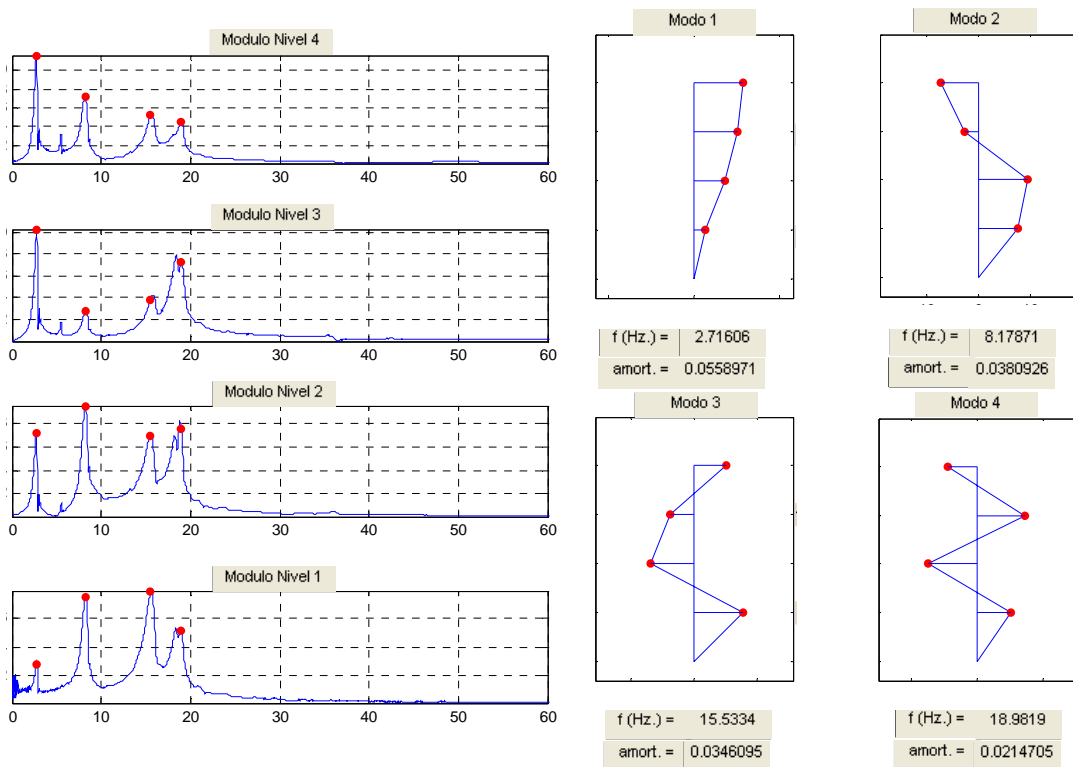 Modulo Nivel 4
0 10 20 30 40 50 60
Modulo Nivel 3
0 10 20 30 40 50 60
Modulo Nivel 2
0 10 20 30 40 50 60
Modulo Nivel 1
0 10 20 30 40 50 60
Modo 1
f (Hz.) = 2.71606
amort. = 0.0558971
Modo 2
f (Hz.) = 8.17871
amort. = 0.0380926
Modo 3
f (Hz.) = 15.5334
amort. = 0.0346095
Modo 4
f (Hz.) = 18.9819
amort. = 0.0214705